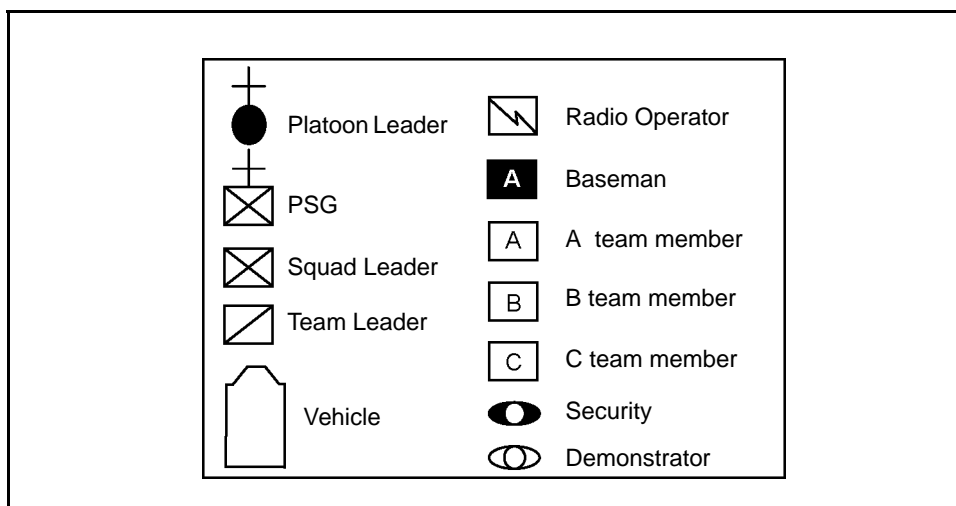 Platoon Leader
PSG
Squad Leader
Team Leader
Vehicle
Radio Operator
A Baseman
A A team member
B B team member
C C team member
Security
Demonstrator